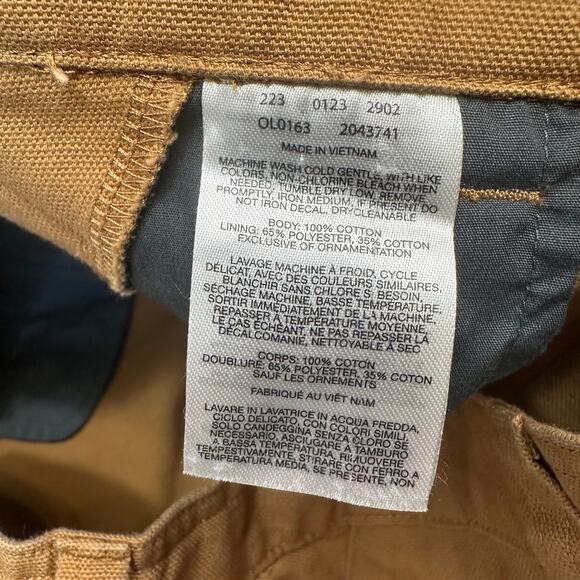 223 0123 2902
OL0163 2043741
MADE IN VIETNAM
MACHINE WASH COLD GENTLE, WITH LIKE
COLORS, NON-CHLORINE BLEACH WHEN
NEEDED, TUMBLE DRY LOW, REMOVE
PROMPTLY, IRON MEDIUM, IF PRESENT DO
NOT IRON DECAL, DRYCLEANABLE
BODY: 100% COTTON
LINING: 65% POLYESTER, 35% COTTON
EXCLUSIVE OF ORNAMENTATION
LAVAGE MACHINE À FROID, CYCLE
DÉLICAT, AVEC DES COULEURS SIMILAIRES,
BLANCHIR SANS CHLORE S, BESOIN,
SÉCHAGE MACHINE, BASSE TEMPÉRATURE,
SORTIR IMMÉDIATEMENT DE LA MACHINE,
REPASSER À TEMPÉRATURE MOYENNE,
LE CAS ÉCHÉANT, NE PAS REPASSER LA
DÉCALCOMANIE, NETTOYABLE À SEC
CORPS: 100% COTON
DOUBLURE: 65% POLYESTER, 35% COTON
SAUF LES ORNEMENTS
FABRIQUÉ AU VIÊT NAM
LAVARE IN LAVATRICE IN ACQUA FREDDA,
CICLO DELICATO, CON COLORI SIMILI,
SOLO CANDEGGINA SENZA CLORO SE
NECESSARIO, ASCIUGARE A TAMBURO
A BASSA TEMPERATURA, RIMUOVERE
TEMPESTIVAMENTE, STIRARE CON FERRO A
TEMPERATURA MEDIA, SE PRESENTE, NON